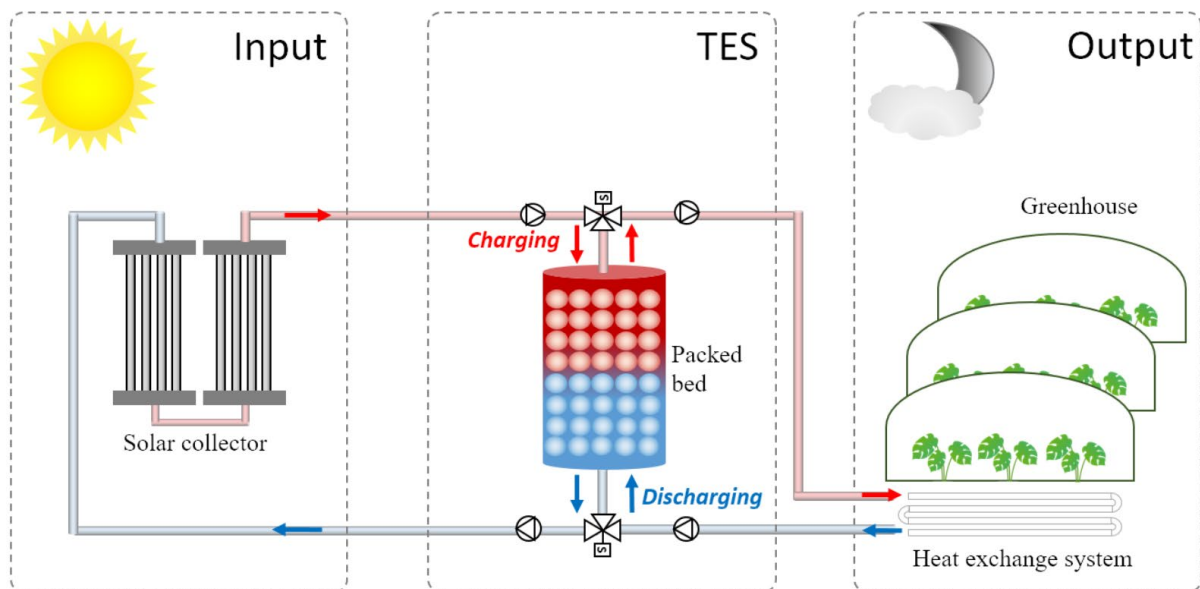 Input
TES
Output
Greenhouse
S
Charging
Packed
bed
Solar collector
Discharging
S
Heat exchange system